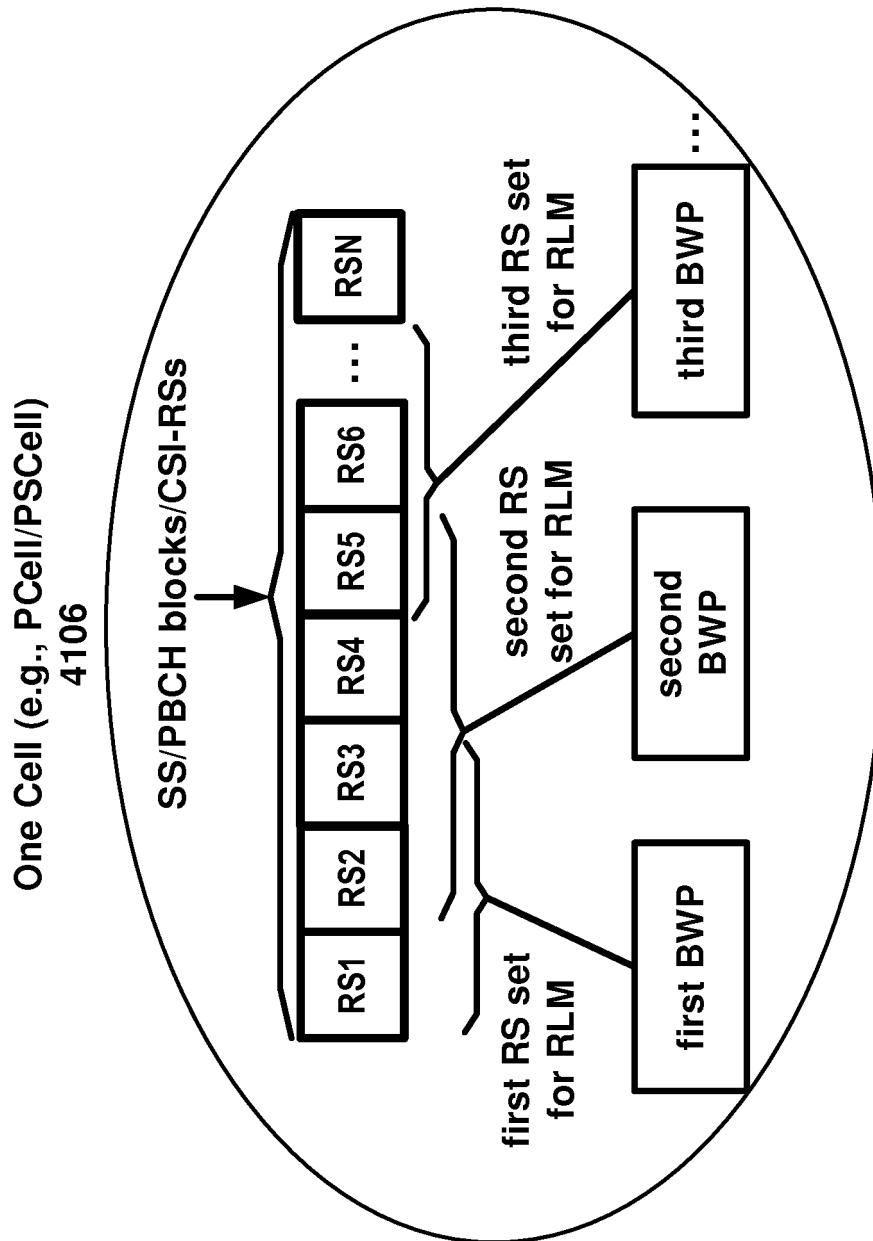 One Cell (e.g., PCell/PSCell)
4106
SS/PBCH blocks/CSI-RSs
RS1
RS2
RS3
RS4
RS5
RS6
...
RSN
first RS set
for RLM
second RS
set for RLM
third RS set
for RLM
first BWP
second
BWP
third BWP
...